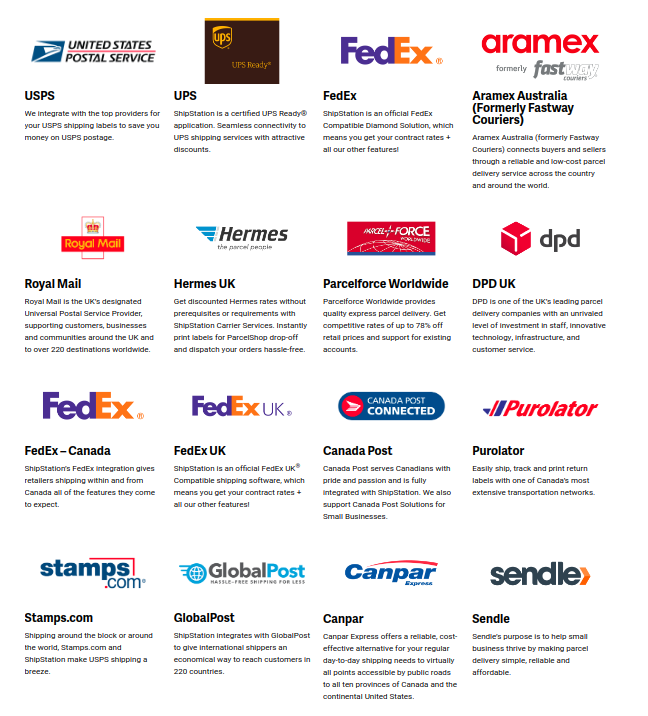 UNITED STATES
POSTAL SERVICE
USPS
We integrate with the top providers for
your USPS shipping labels to save you
money on USPS postage.
ups
UPS Ready®
UPS
ShipStation is a certified UPS Ready®
application. Seamless connectivity to
UPS shipping services with attractive
discounts.
FedEx®
FedEx
ShipStation is an official FedEx
Compatible Diamond Solution, which
means you get your contract rates +
all our other features!
aramex
formerly fastway
couriers
Aramex Australia
(Formerly Fastway
Couriers)
Aramex Australia (formerly Fastway
Couriers) connects buyers and sellers
through a reliable and low-cost parcel
delivery service across the country
and around the world.
Royal Mail
Royal Mail
Royal Mail is the UK's designated
Universal Postal Service Provider,
supporting customers, businesses
and communities around the UK and
to over 220 destinations worldwide.
Hermes
the parcel people
Hermes UK
Get discounted Hermes rates without
prerequisites or requirements with
ShipStation Carrier Services. Instantly
print labels for ParcelShop drop-off
and dispatch your orders hassle-free.
PARCEL FORCE
WORLDWIDE
Parcelforce Worldwide
Parcelforce Worldwide provides
quality express parcel delivery. Get
competitive rates of up to 78% off
retail prices and support for existing
accounts.
dpd
DPD UK
DPD is one of the UK's leading parcel
delivery companies with an unrivaled
level of investment in staff, innovative
technology, infrastructure, and
customer service.
FedEx®
FedEx – Canada
ShipStation's FedEx integration gives
retailers shipping within and from
Canada all of the features they come
to expect.
FedEx UK®
FedEx UK
ShipStation is an official FedEx UK®
Compatible shipping software, which
means you get your contract rates +
all our other features!
CANADA POST
CONNECTED
Canada Post
Canada Post serves Canadians with
pride and passion and is fully
integrated with ShipStation. We also
support Canada Post Solutions for
Small Businesses.
Purolator
Purolator
Easily ship, track and print return
labels with one of Canada's most
extensive transportation networks.
stamps
.com®
Stamps.com
Shipping around the block or around
the world, Stamps.com and
ShipStation make USPS shipping a
breeze.
GlobalPost
HASSLE-FREE SHIPPING FOR LESS
GlobalPost
ShipStation integrates with GlobalPost
to give international shippers an
economical way to reach customers in
220 countries.
Canpar
Express
Canpar
Canpar Express offers a reliable, cost-
effective alternative for your regular
day-to-day shipping needs to virtually
all points accessible by public roads
to all ten provinces of Canada and the
continental United States.
sendle
Sendle
Sendle's purpose is to help small
business thrive by making parcel
delivery simple, reliable and
affordable.